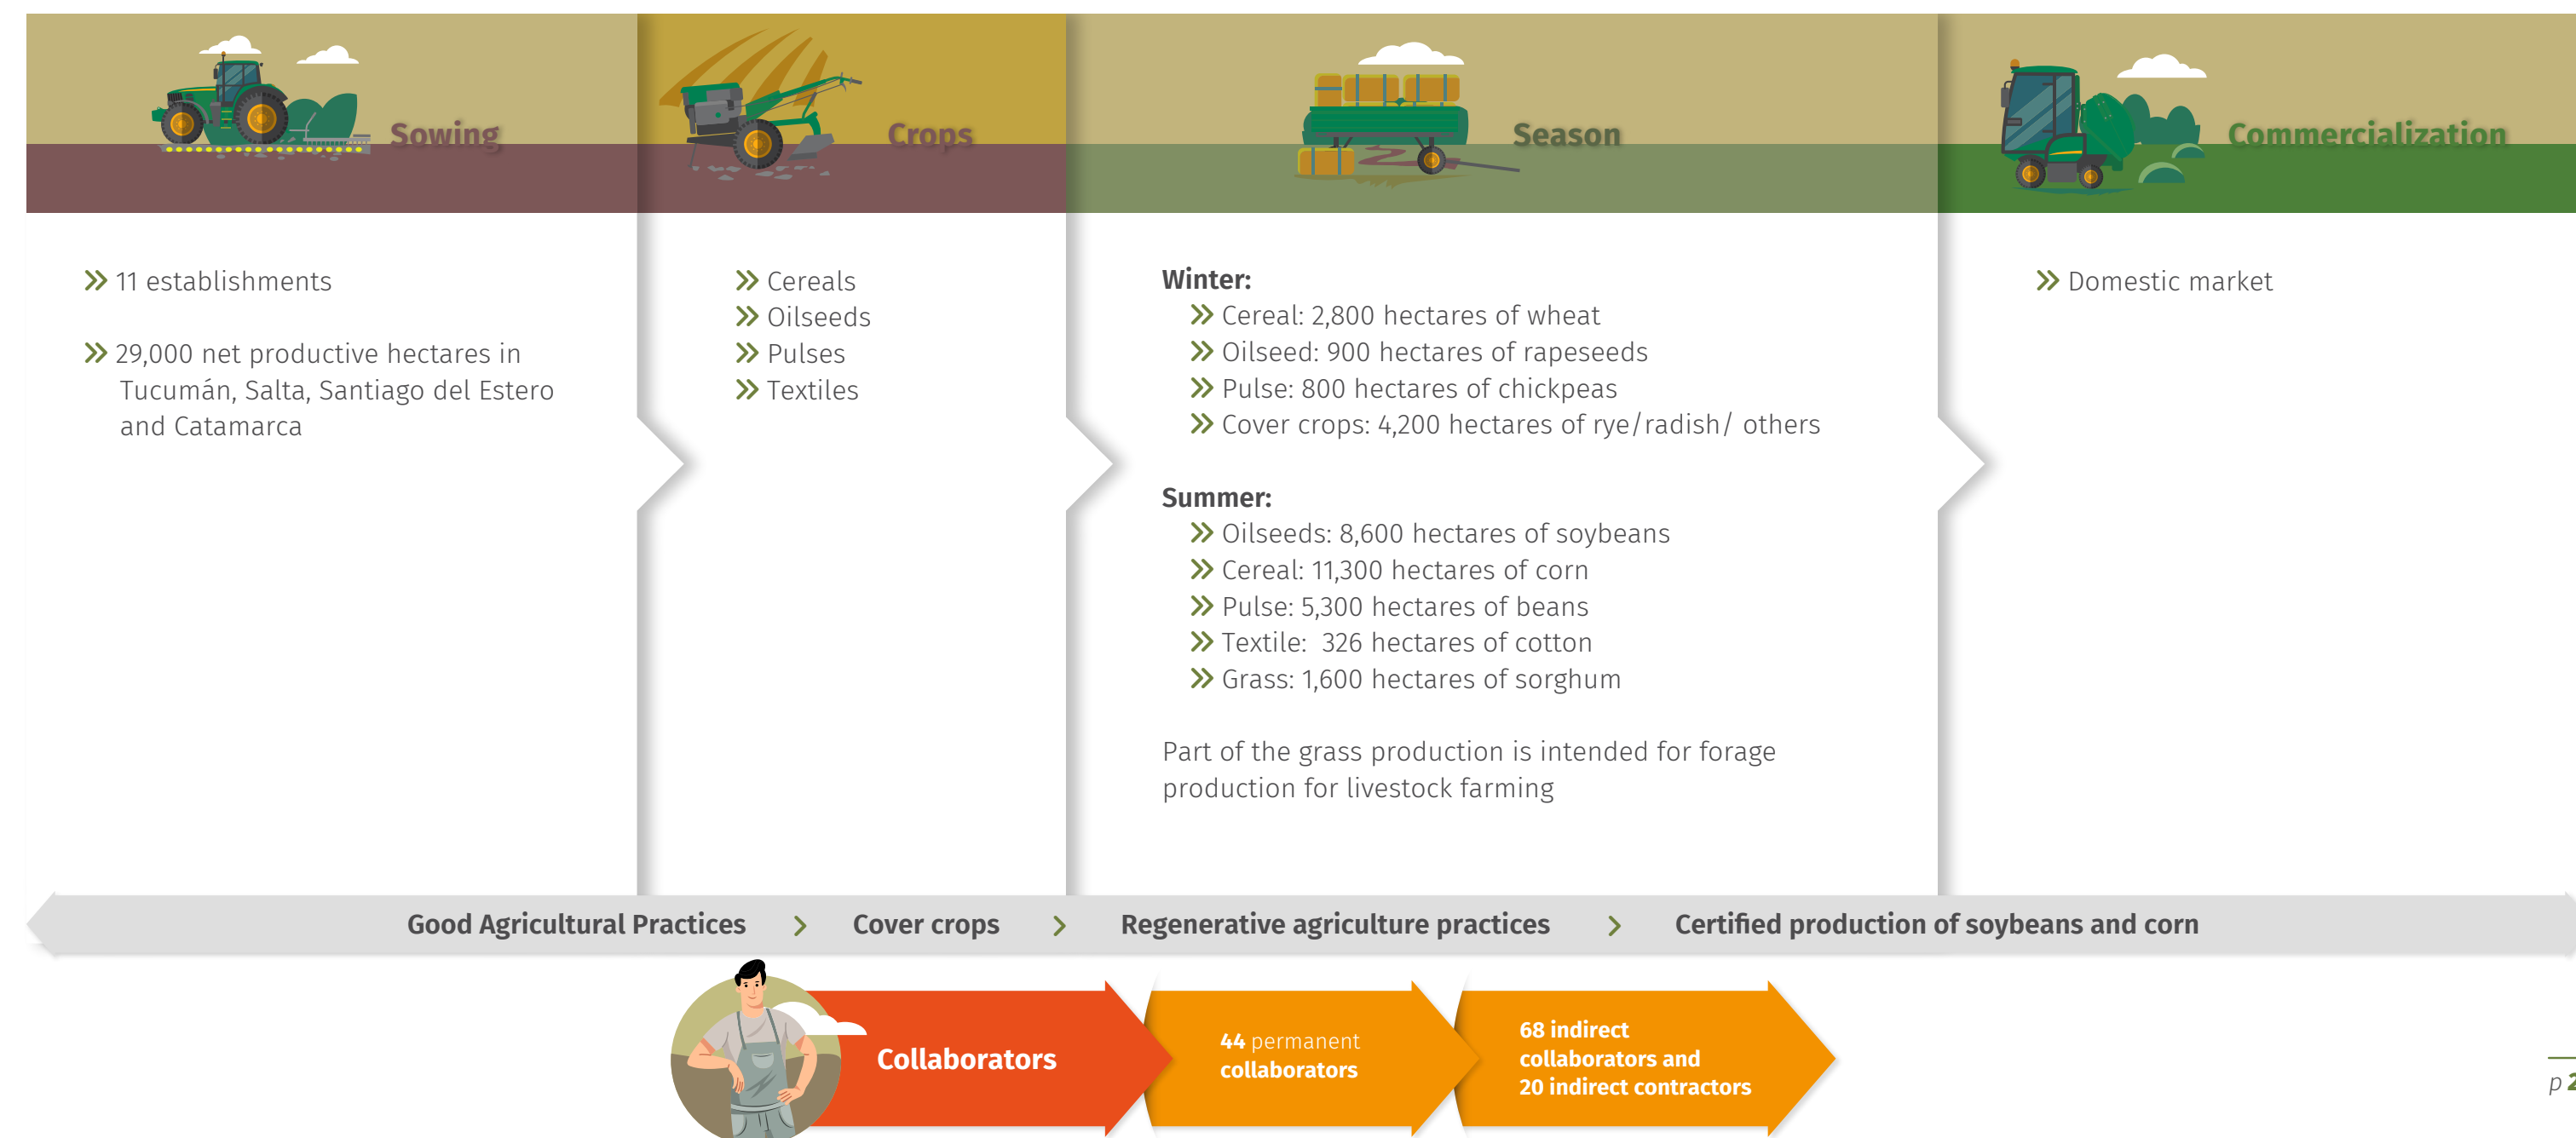 Sowing
11 establishments
29,000 net productive hectares in
Tucumán, Salta, Santiago del Estero
and Catamarca
Crops
Cereals
Oilseeds
Pulses
Textiles
Season
Winter:
Cereal: 2,800 hectares of wheat
Oilseed: 900 hectares of rapeseeds
Pulse: 800 hectares of chickpeas
Cover crops: 4,200 hectares of rye/radish/ others
Summer:
Oilseeds: 8,600 hectares of soybeans
Cereal: 11,300 hectares of corn
Pulse: 5,300 hectares of beans
Textile:  326 hectares of cotton
Grass: 1,600 hectares of sorghum
Part of the grass production is intended for forage
production for livestock farming
Commercialization
Domestic market
Good Agricultural Practices > Cover crops > Regenerative agriculture practices > Certified production of soybeans and corn
Collaborators
44 permanent
collaborators
68 indirect
collaborators and
20 indirect contractors
p